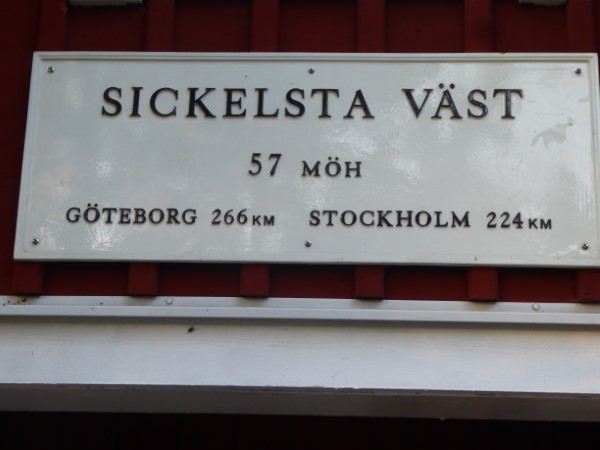 SICKELSTA VÄST
57 MÖH
GÖTEBORG 266 KM STOCKHOLM 224 KM